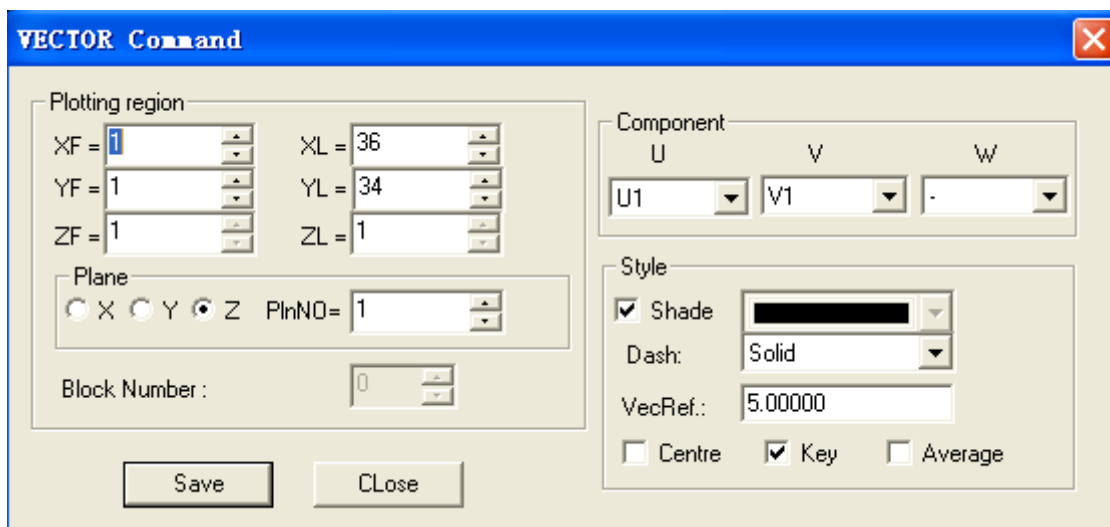 VECTOR Command
Plotting region
XF = 1 XL = 36
YF = 1 YL = 34
ZF = 1 ZL = 1
Plane
X Y Z PlnNO= 1
Block Number : 0
Save CLose
Component
U V W
U1 V1 -
Style
Shade
Dash: Solid
VecRef.: 5.00000
Centre Key Average